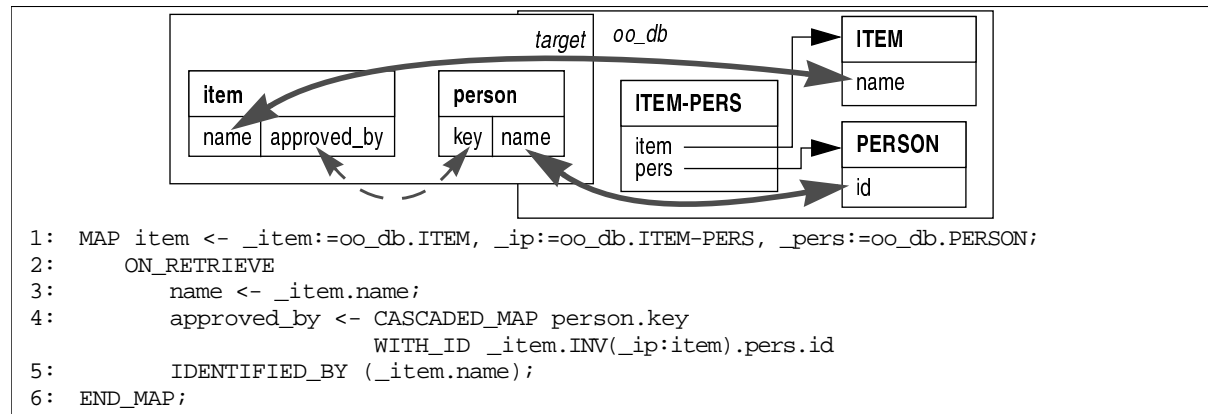 target oo_db
ITEM
name
item
name approved_by
person
key name
ITEM-PERS
item
pers
PERSON
id
1: MAP item <- _item:=oo_db.ITEM, _ip:=oo_db.ITEM-PERS, _pers:=oo_db.PERSON;
2: ON_RETRIEVE
3: name <- _item.name;
4: approved_by <- CASCADED_MAP person.key
WITH_ID _item.INV(_ip:item).pers.id
5: IDENTIFIED_BY (_item.name);
6: END_MAP;